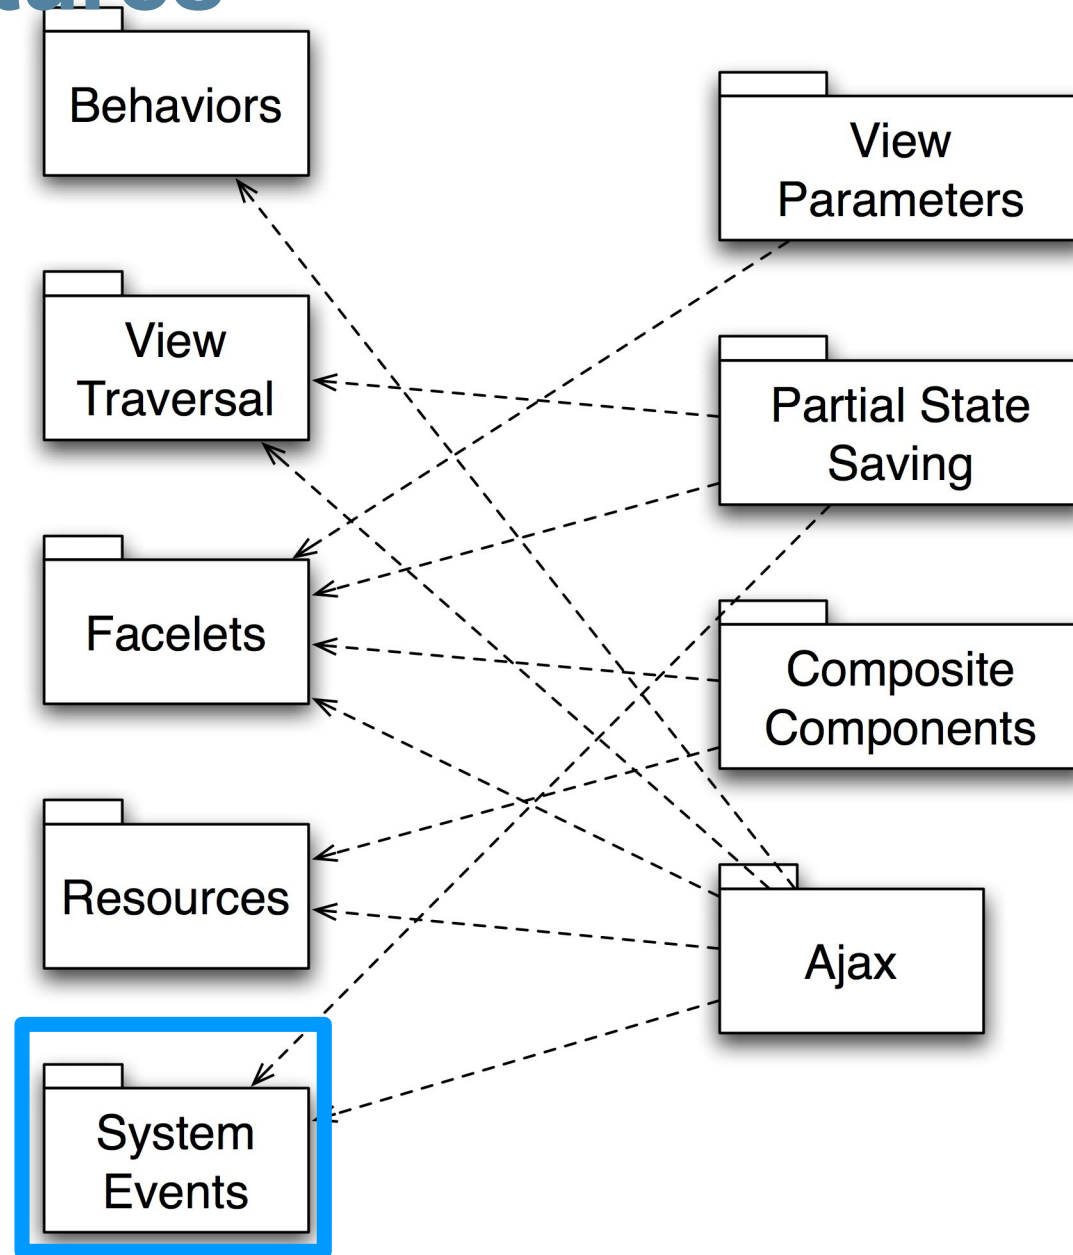 Behaviors
View
Traversal
Facelets
Resources
System
Events
View
Parameters
Partial State
Saving
Composite
Components
Ajax